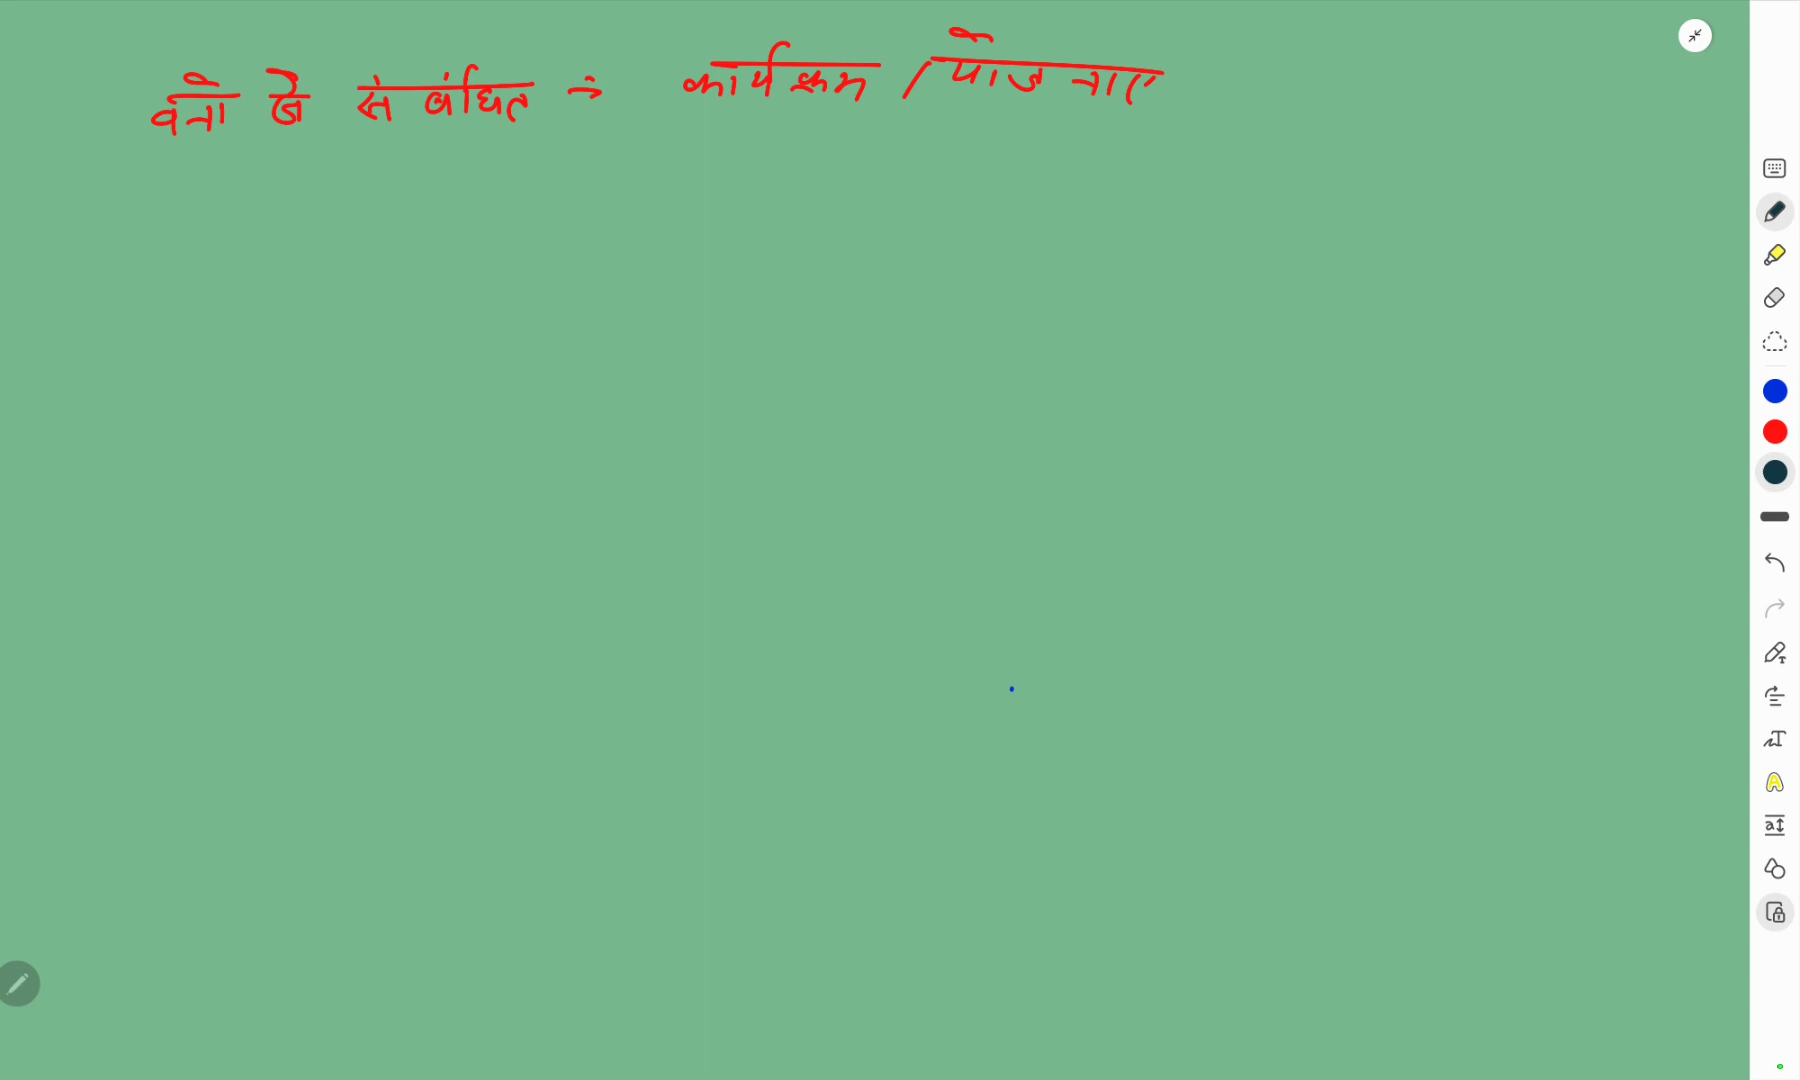 वनों से संबंधित → कार्यक्रम / योजनाएं